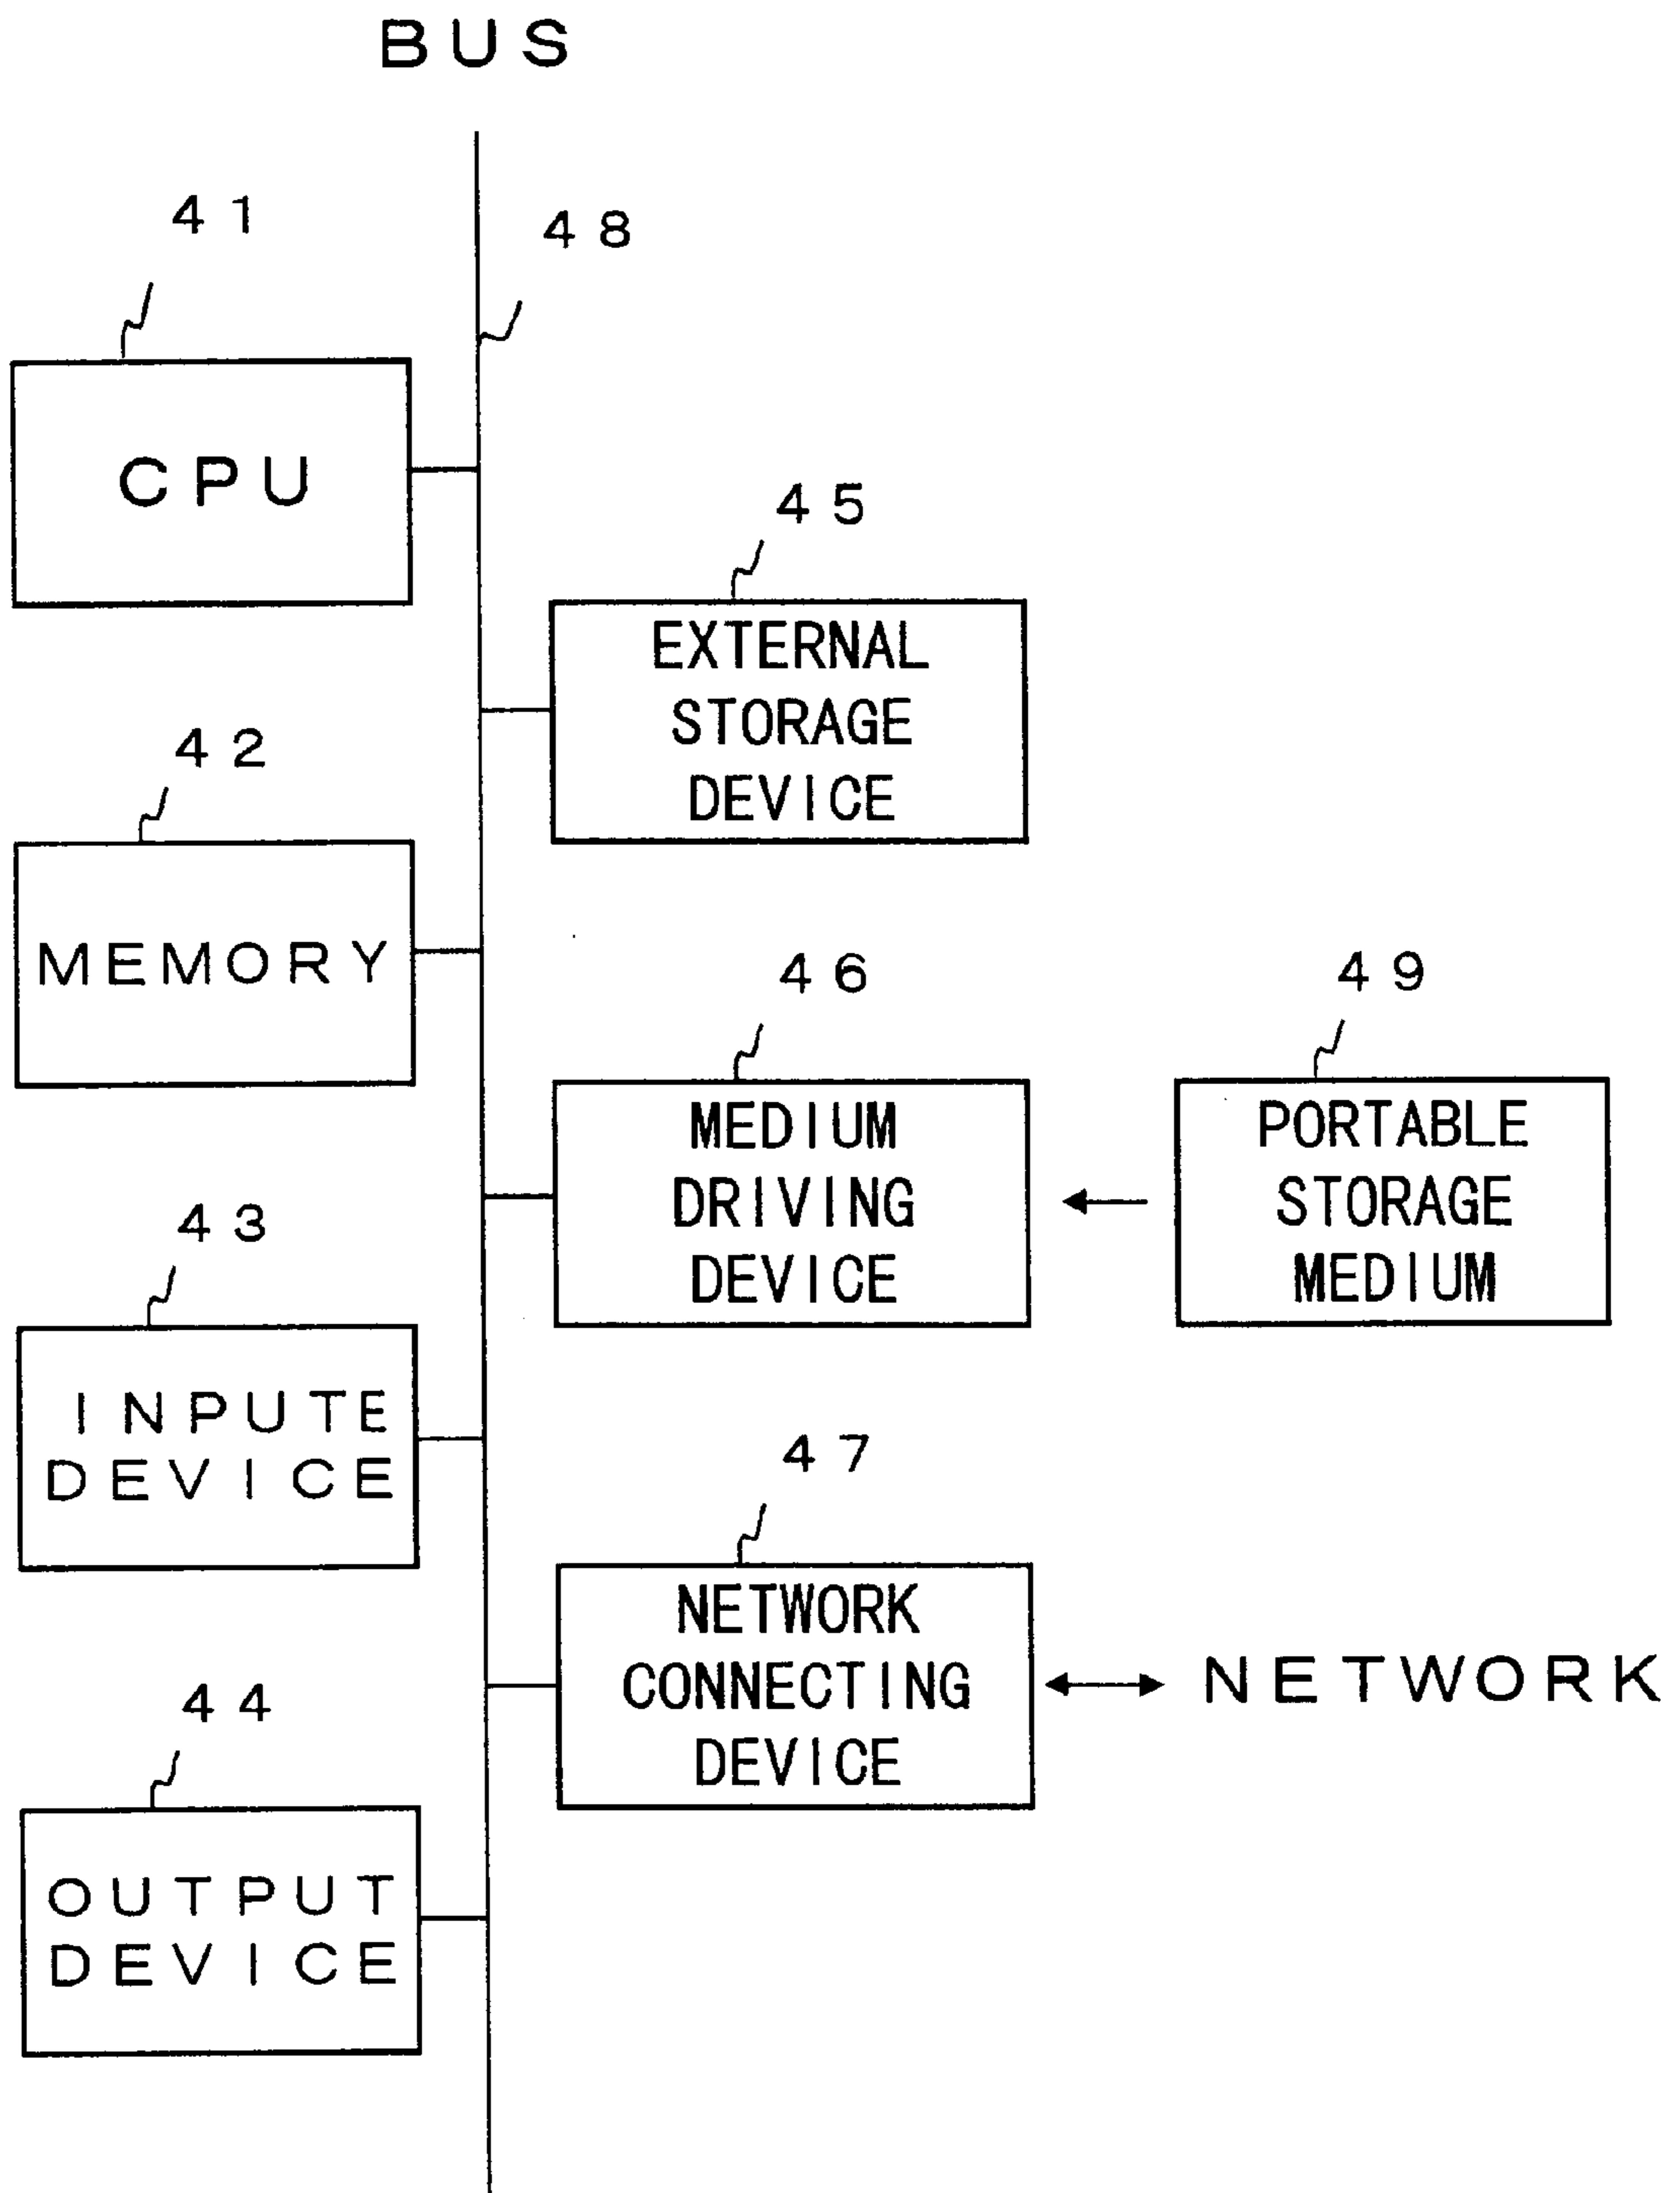 BUS
41
48
CPU
45
EXTERNAL
STORAGE
DEVICE
42
MEMORY
46
49
MEDIUM
DRIVING
DEVICE
PORTABLE
STORAGE
MEDIUM
43
INPUTE
DEVICE
47
NETWORK
CONNECTING
DEVICE
NETWORK
44
OUTPUT
DEVICE